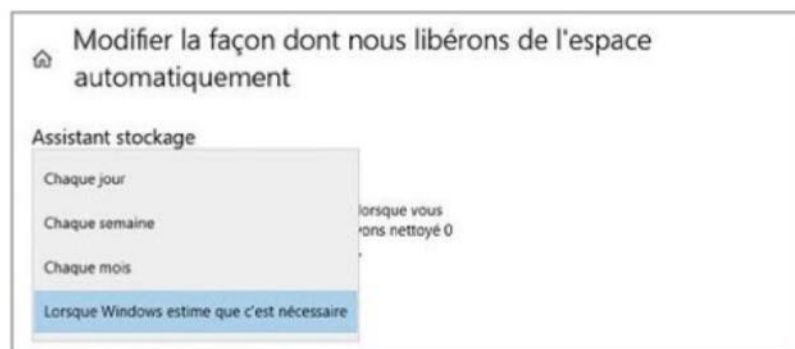 Modifier la façon dont nous libérons de l'espace
automatiquement
Assistant stockage
Chaque jour
lorsque vous
Chaque semaine
vons nettoyé 0
Chaque mois
Lorsque Windows estime que c'est nécessaire